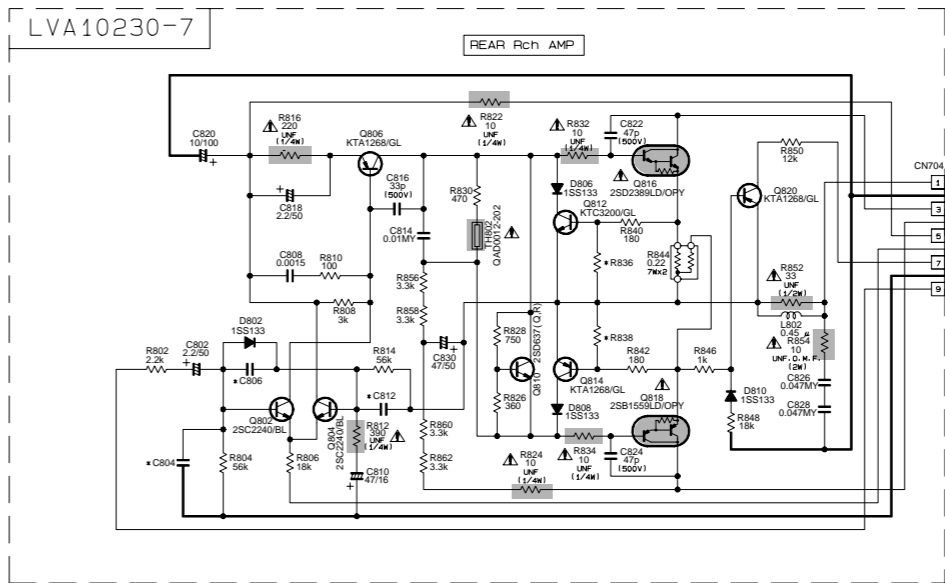 LVA10230-7
REAR Rch AMP
C820
10/100
R816
220
UNF
(1/4W)
Q806
KTA1268/GL
R822
10
UNF
(1/4W)
R832
10
UNF
(1/4W)
C822
47p
(500V)
Q816
2SD2389LD/OPY
R850
12k
CN704
1
3
5
7
9
C818
2.2/50
C816
33p
(500V)
C814
0.01MY
R830
470
TH802
QAD0012-202
D806
1SS133
Q812
KTC3200/GL
R840
180
Q820
KTA1268/GL
C808
0.0015
R810
100
R808
3k
R856
3.3k
R858
3.3k
*R836
R844
0.22
7Wx2
R852
33
UNF
(1/2W)
L802
0.45 µ
R854
10
UNF.O.M.F.
(2W)
D802
1SS133
R802
2.2k
C802
2.2/50
*C806
R814
56k
*C812
C830
47/50
R828
750
Q810
2SD637(Q,R)
R826
360
*R838
R842
180
R846
1k
Q814
KTA1268/GL
Q818
2SB1559LD/OPY
D810
1SS133
C826
0.047MY
C828
0.047MY
Q802
2SC2240/BL
Q804
2SC2240/BL
R812
390
UNF
(1/4W)
D808
1SS133
R848
18k
*C804
R804
56k
R806
18k
C810
47/16
R860
3.3k
R862
3.3k
R824
10
UNF
(1/4W)
R834
10
UNF
(1/4W)
C824
47p
(500V)